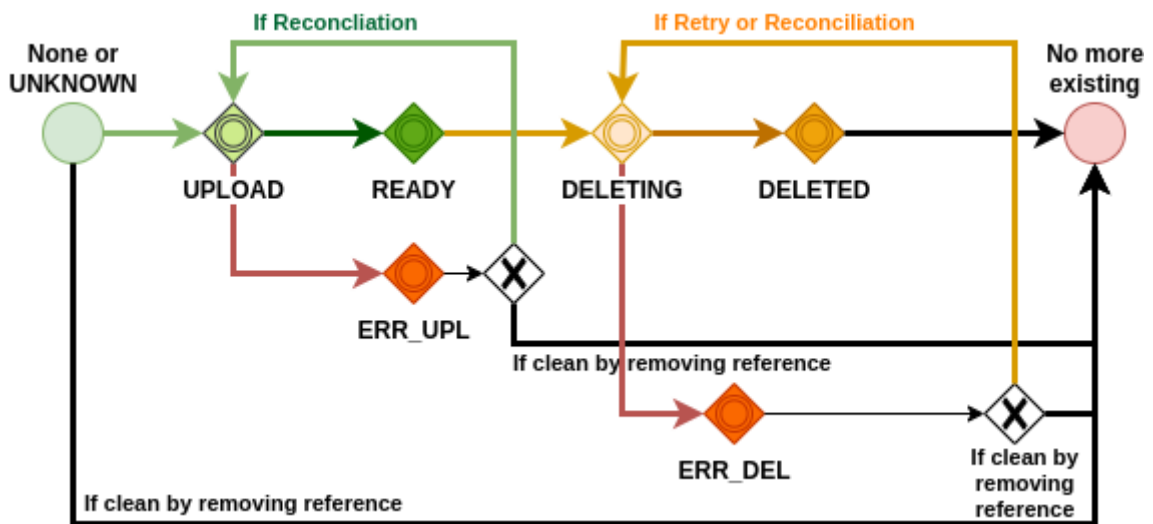 If Reconcliation
If Retry or Reconciliation
None or
UNKNOWN
No more
existing
UPLOAD
READY
DELETING
DELETED
X
ERR_UPL
If clean by removing reference
X
ERR_DEL
If clean by
removing
reference
If clean by removing reference